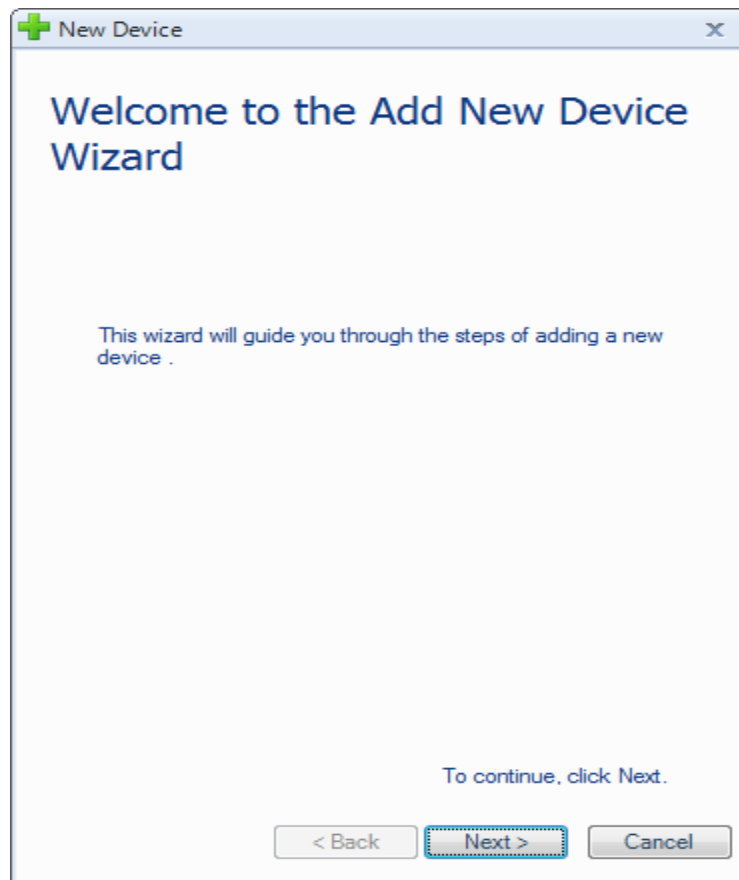 New Device
Welcome to the Add New Device
Wizard
This wizard will guide you through the steps of adding a new
device .
To continue, click Next.
< Back
Next >
Cancel